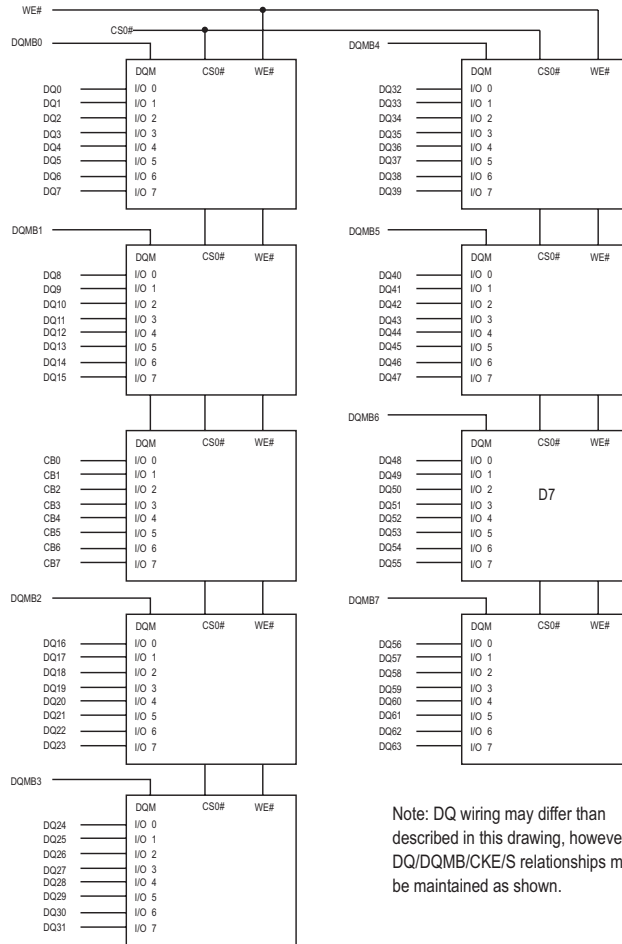 WE#
CS0#
DQMB0
DQM CS0# WE#
DQ0 I/O 0
DQ1 I/O 1
DQ2 I/O 2
DQ3 I/O 3
DQ4 I/O 4
DQ5 I/O 5
DQ6 I/O 6
DQ7 I/O 7
DQMB1
DQM CS0# WE#
DQ8 I/O 0
DQ9 I/O 1
DQ10 I/O 2
DQ11 I/O 3
DQ12 I/O 4
DQ13 I/O 5
DQ14 I/O 6
DQ15 I/O 7
DQM CS0# WE#
CB0 I/O 0
CB1 I/O 1
CB2 I/O 2
CB3 I/O 3
CB4 I/O 4
CB5 I/O 5
CB6 I/O 6
CB7 I/O 7
DQMB2
DQM CS0# WE#
DQ16 I/O 0
DQ17 I/O 1
DQ18 I/O 2
DQ19 I/O 3
DQ20 I/O 4
DQ21 I/O 5
DQ22 I/O 6
DQ23 I/O 7
DQMB3
DQM CS0# WE#
DQ24 I/O 0
DQ25 I/O 1
DQ26 I/O 2
DQ27 I/O 3
DQ28 I/O 4
DQ29 I/O 5
DQ30 I/O 6
DQ31 I/O 7
DQMB4
DQM CS0# WE#
DQ32 I/O 0
DQ33 I/O 1
DQ34 I/O 2
DQ35 I/O 3
DQ36 I/O 4
DQ37 I/O 5
DQ38 I/O 6
DQ39 I/O 7
DQMB5
DQM CS0# WE#
DQ40 I/O 0
DQ41 I/O 1
DQ42 I/O 2
DQ43 I/O 3
DQ44 I/O 4
DQ45 I/O 5
DQ46 I/O 6
DQ47 I/O 7
DQMB6
DQM CS0# WE#
DQ48 I/O 0
DQ49 I/O 1
DQ50 I/O 2
D7
DQ51 I/O 3
DQ52 I/O 4
DQ53 I/O 5
DQ54 I/O 6
DQ55 I/O 7
DQMB7
DQM CS0# WE#
DQ56 I/O 0
DQ57 I/O 1
DQ58 I/O 2
DQ59 I/O 3
DQ60 I/O 4
DQ61 I/O 5
DQ62 I/O 6
DQ63 I/O 7
Note: DQ wiring may differ than
described in this drawing,
DQ/DQMB/CKE/S relationships
be maintained as shown.